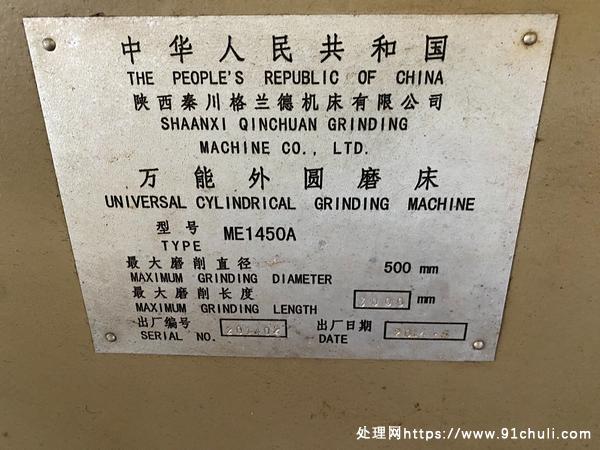 中华人民共和国
THE PEOPLE'S REPUBLIC OF CHINA
陕西秦川格兰德机床有限公司
SHAANXI QINCHUAN GRINDING
MACHINE CO., LTD.
万能外圆磨床
UNIVERSAL CYLINDRICAL GRINDING MACHINE
型号 ME1450A
TYPE
最大磨削直径 500 mm
MAXIMUM GRINDING DIAMETER
最大磨削长度 2000 mm
MAXIMUM GRINDING LENGTH
出厂编号 出厂日期
SERIAL NO. DATE
处理网https://www.91chuli.com/